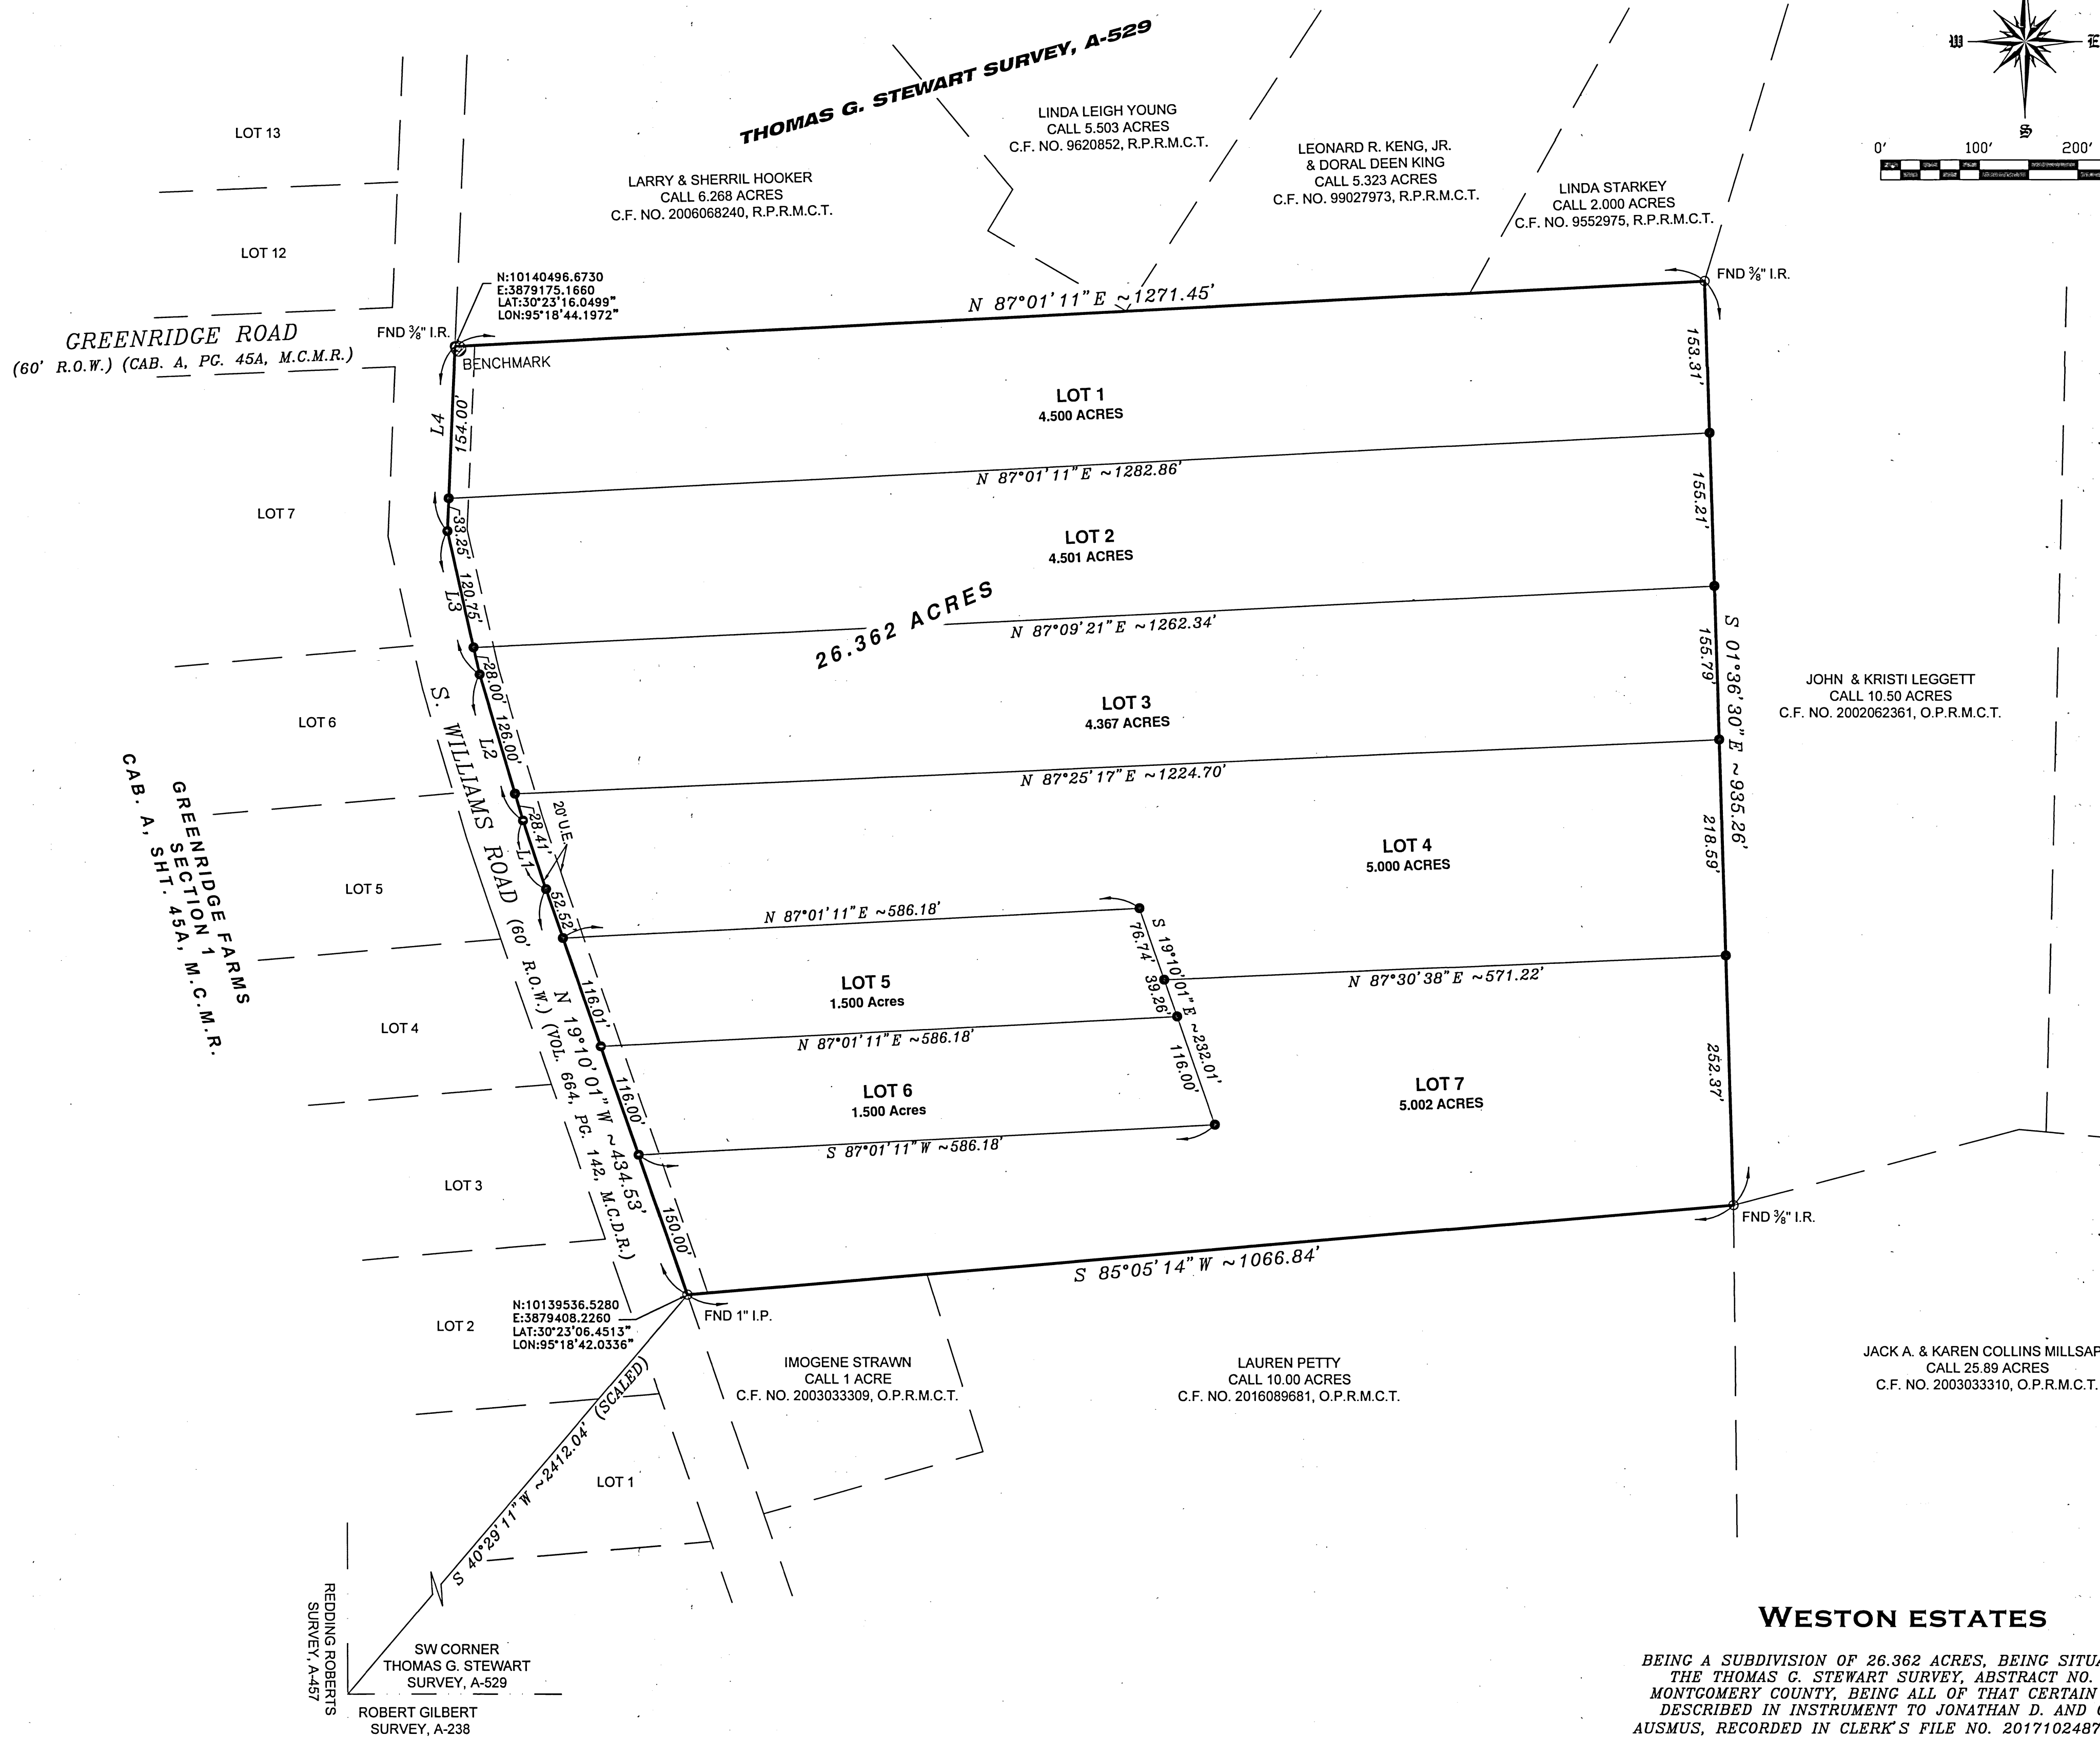 THOMAS G. STEWART SURVEY, A-529
W
E
S
0'
100'
200'
LOT 13
LOT 12
LARRY & SHERRIL HOOKER
CALL 6.268 ACRES
C.F. NO. 2006068240, R.P.R.M.C.T.
LINDA LEIGH YOUNG
CALL 5.503 ACRES
C.F. NO. 9620852, R.P.R.M.C.T.
LEONARD R. KENG, JR.
& DORAL DEEN KING
CALL 5.323 ACRES
C.F. NO. 99027973, R.P.R.M.C.T.
LINDA STARKEY
CALL 2.000 ACRES
C.F. NO. 9552975, R.P.R.M.C.T.
N:10140496.6730
E:3879175.1660
LAT:30°23'16.0499"
LON:95°18'44.1972"
FND ⅜" I.R.
BENCHMARK
FND ⅜" I.R.
GREENRIDGE ROAD
(60' R.O.W.) (CAB. A, PG. 45A, M.C.M.R.)
N 87°01'11"E ~1271.45'
L4
154.00'
LOT 1
4.500 ACRES
153.31'
N 87°01'11"E ~1282.86'
LOT 7
33.25'
120.75'
L3
LOT 2
4.501 ACRES
155.21'
26.362 ACRES
N 87°09'21"E ~1262.34'
28.00'
126.00'
L2
LOT 6
LOT 3
4.367 ACRES
155.79'
S 01°36'30"E ~935.26'
JOHN & KRISTI LEGGETT
CALL 10.50 ACRES
C.F. NO. 2002062361, O.P.R.M.C.T.
N 87°25'17"E ~1224.70'
S. WILLIAMS ROAD (60' R.O.W.) (VOL. 664, PG. 142, M.C.D.R.)
28.41'
L1
20' U.E.
52.52'
GREENRIDGE FARMS
SECTION 1
CAB. A, SHT. 45A, M.C.M.R.
LOT 5
LOT 4
5.000 ACRES
218.59'
N 87°01'11"E ~586.18'
S 19°10'01"E ~232.01'
76.74'
39.26'
116.00'
LOT 5
1.500 Acres
116.01'
N 87°30'38"E ~571.22'
N 87°01'11"E ~586.18'
LOT 4
N 19°10'01"W ~434.53'
LOT 6
1.500 Acres
116.00'
LOT 7
5.002 ACRES
252.37'
S 87°01'11"W ~586.18'
LOT 3
150.00'
FND ⅜" I.R.
S 85°05'14"W ~1066.84'
N:10139536.5280
E:3879408.2260
LAT:30°23'06.4513"
LON:95°18'42.0336"
FND 1" I.P.
LOT 2
IMOGENE STRAWN
CALL 1 ACRE
C.F. NO. 2003033309, O.P.R.M.C.T.
LAUREN PETTY
CALL 10.00 ACRES
C.F. NO. 2016089681, O.P.R.M.C.T.
JACK A. & KAREN COLLINS MILLSAP
CALL 25.89 ACRES
C.F. NO. 2003033310, O.P.R.M.C.T.
S 40°29'11"W ~2412.04' (SCALED)
LOT 1
REDDING ROBERTS
SURVEY, A-457
SW CORNER
THOMAS G. STEWART
SURVEY, A-529
ROBERT GILBERT
SURVEY, A-238
WESTON ESTATES
BEING A SUBDIVISION OF 26.362 ACRES, BEING SITUA
THE THOMAS G. STEWART SURVEY, ABSTRACT NO.
MONTGOMERY COUNTY, BEING ALL OF THAT CERTAIN
DESCRIBED IN INSTRUMENT TO JONATHAN D. AND
AUSMUS, RECORDED IN CLERK'S FILE NO. 2017102487